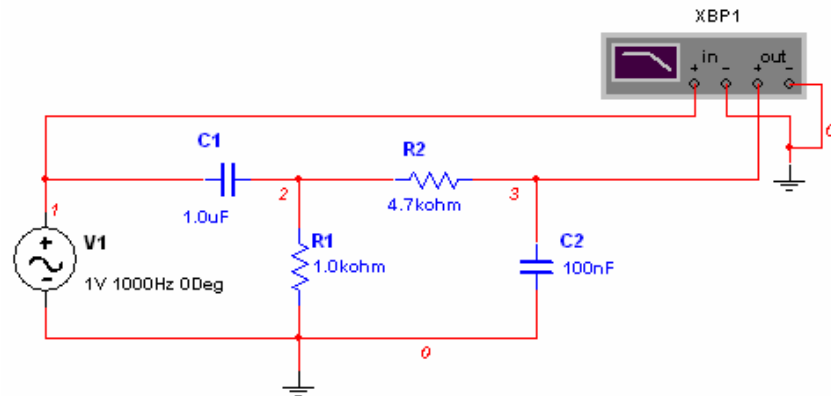 XBP1
in
out
+ - + -
0
C1
1.0uF
2
R2
4.7kohm
3
1
V1
1V 1000Hz 0Deg
R1
1.0kohm
C2
100nF
0